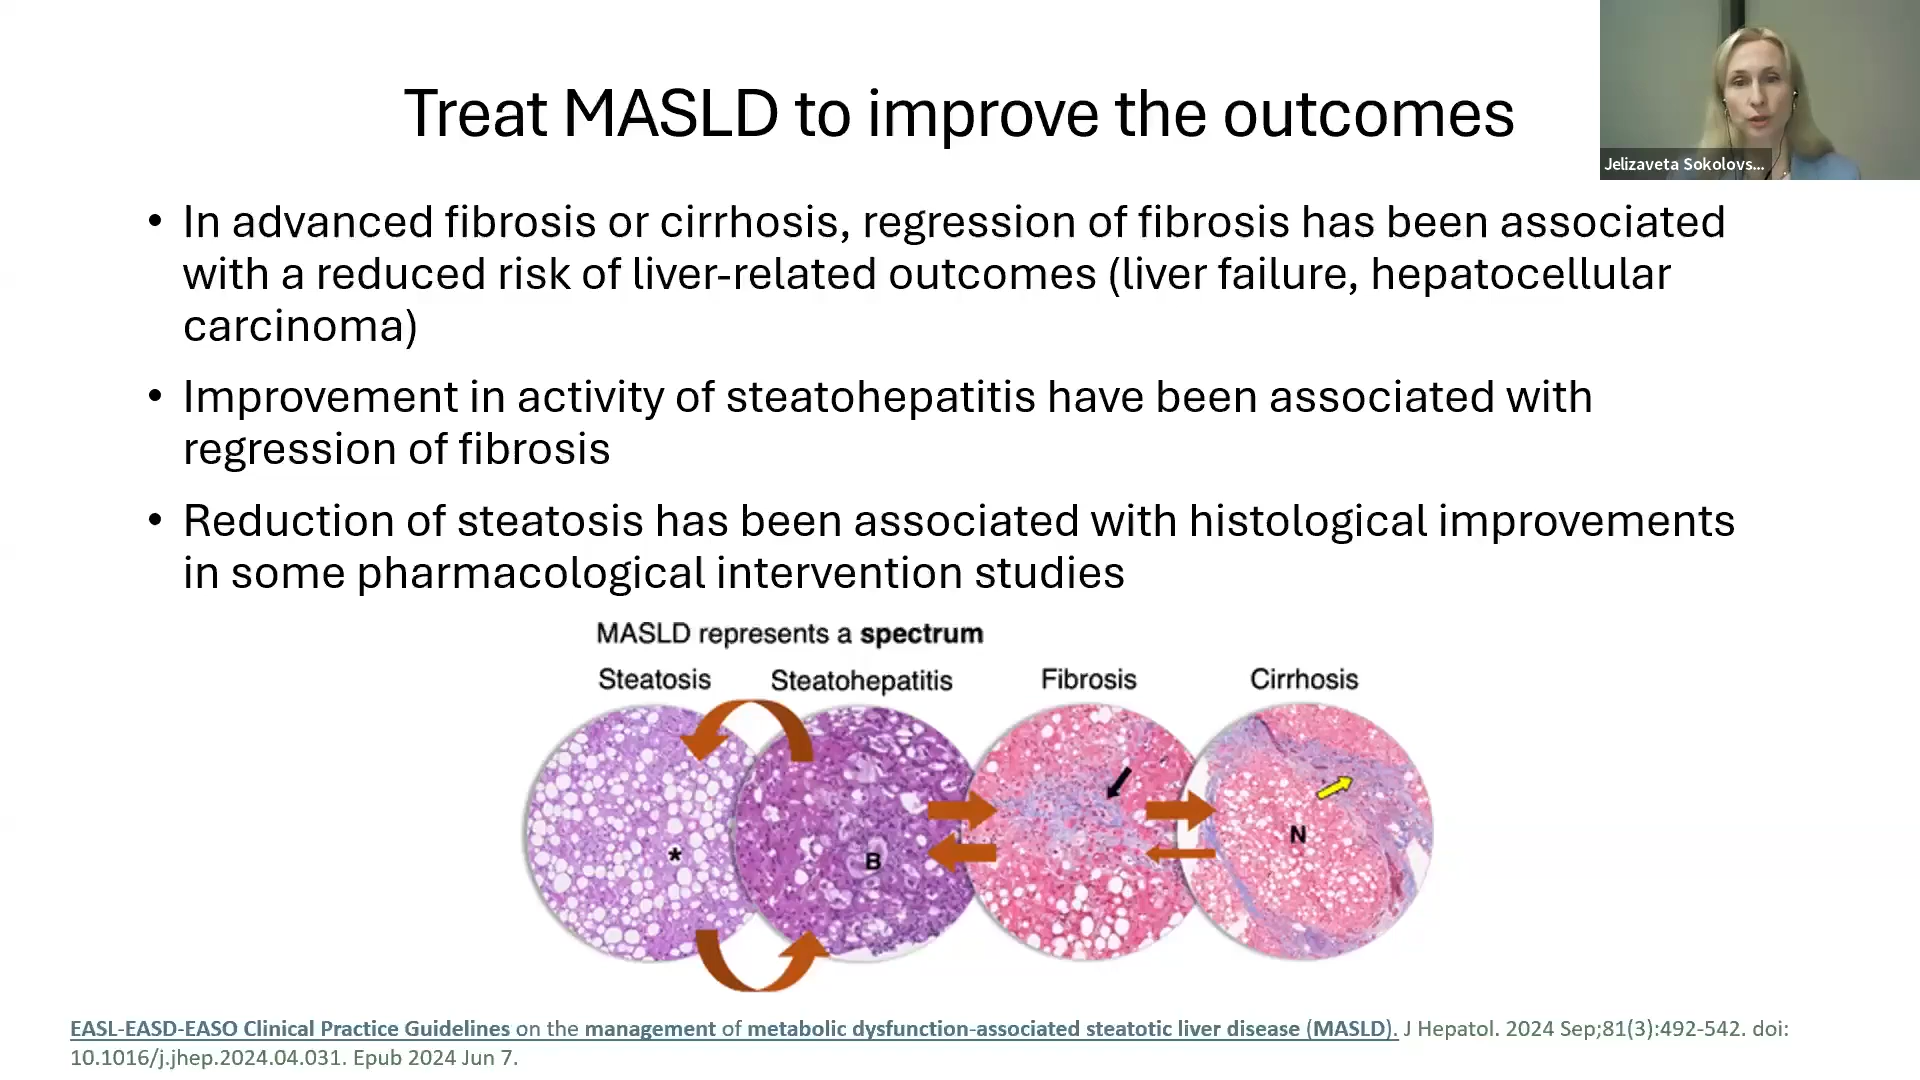 Treat MASLD to improve the outcomes
Jelizaveta Sokolovs...
• In advanced fibrosis or cirrhosis, regression of fibrosis has been associated
with a reduced risk of liver-related outcomes (liver failure, hepatocellular
carcinoma)
• Improvement in activity of steatohepatitis have been associated with
regression of fibrosis
• Reduction of steatosis has been associated with histological improvements
in some pharmacological intervention studies
MASLD represents a spectrum
Steatosis Steatohepatitis Fibrosis Cirrhosis
* B N
EASL-EASD-EASO Clinical Practice Guidelines on the management of metabolic dysfunction-associated steatotic liver disease (MASLD). J Hepatol. 2024 Sep;81(3):492-542. doi:
10.1016/j.jhep.2024.04.031. Epub 2024 Jun 7.